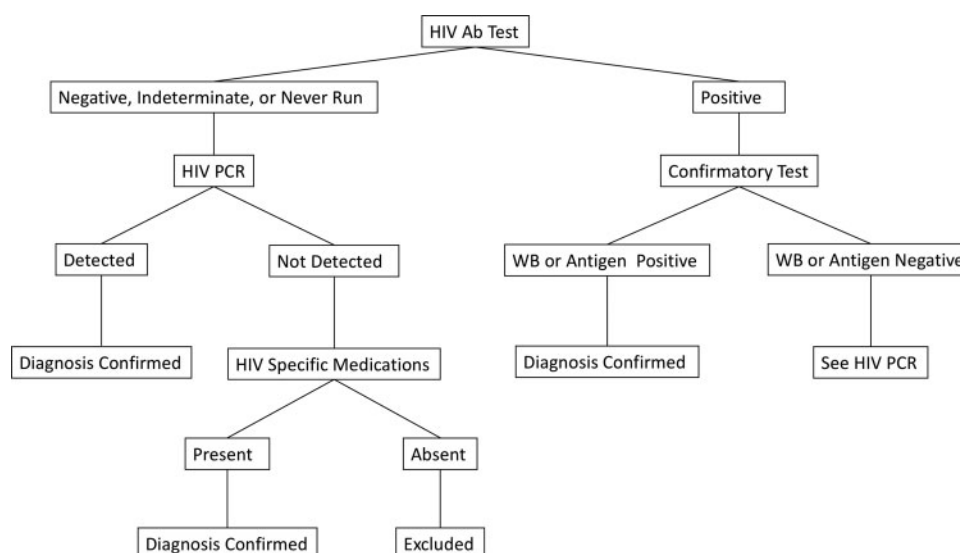 HIV Ab Test
Negative, Indeterminate, or Never Run
Positive
HIV PCR
Confirmatory Test
Detected
Not Detected
WB or Antigen Positive
WB or Antigen Negative
Diagnosis Confirmed
HIV Specific Medications
Diagnosis Confirmed
See HIV PCR
Present
Absent
Diagnosis Confirmed
Excluded